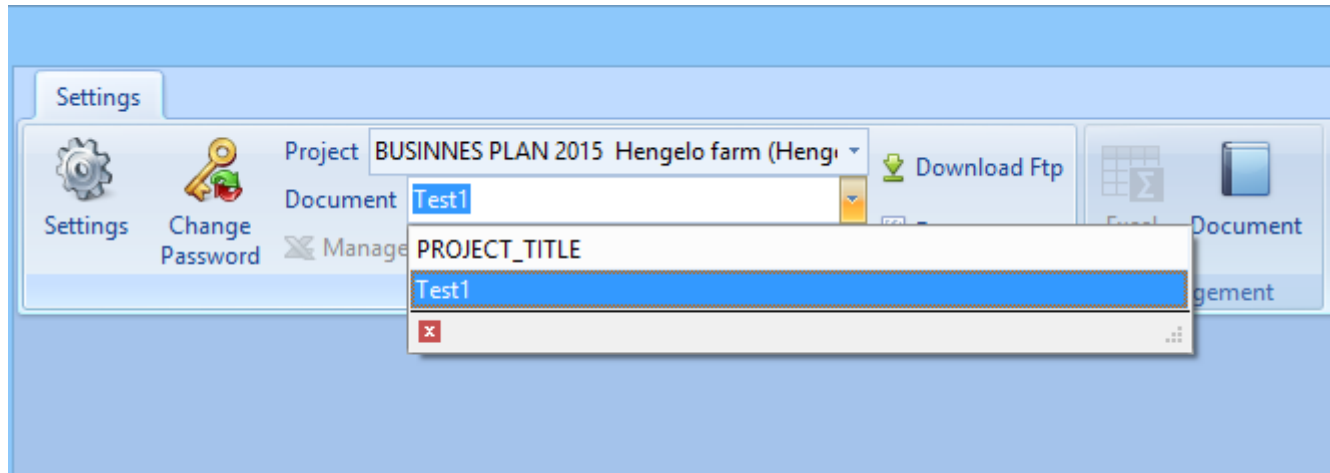 Settings
Settings
Change
Password
Project BUSINNES PLAN 2015 Hengelo farm (Heng
Document Test1
Manage
PROJECT_TITLE
Test1
Download Ftp
Document
gement